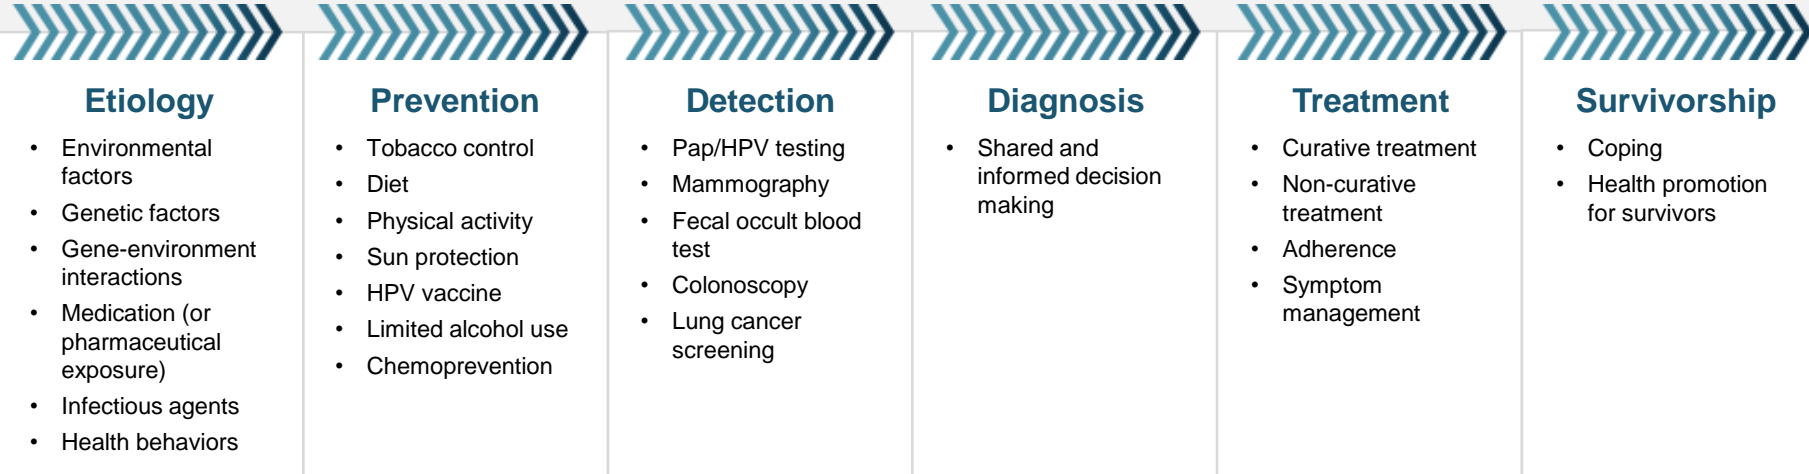 Etiology
• Environmental
factors
• Genetic factors
• Gene-environment
interactions
• Medication (or
pharmaceutical
exposure)
• Infectious agents
• Health behaviors
Prevention
• Tobacco control
• Diet
• Physical activity
• Sun protection
• HPV vaccine
• Limited alcohol use
• Chemoprevention
Detection
• Pap/HPV testing
• Mammography
• Fecal occult blood
test
• Colonoscopy
• Lung cancer
screening
Diagnosis
• Shared and
informed decision
making
Treatment
• Curative treatment
• Non-curative
treatment
• Adherence
• Symptom
management
Survivorship
• Coping
• Health promotion
for survivors